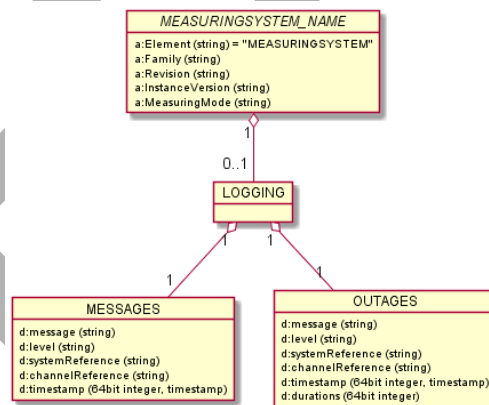 MEASURINGSYSTEM_NAME
a:Element (string) = "MEASURINGSYSTEM"
a:Family (string)
a:Revision (string)
a:InstanceVersion (string)
a:MeasuringMode (string)
1
0..1
LOGGING
1
1
1
1
MESSAGES
d:message (string)
d:level (string)
d:systemReference (string)
d:channelReference (string)
d:timestamp (64bit integer, timestamp)
OUTAGES
d:message (string)
d:level (string)
d:systemReference (string)
d:channelReference (string)
d:timestamp (64bit integer, timestamp)
d:durations (64bit integer)